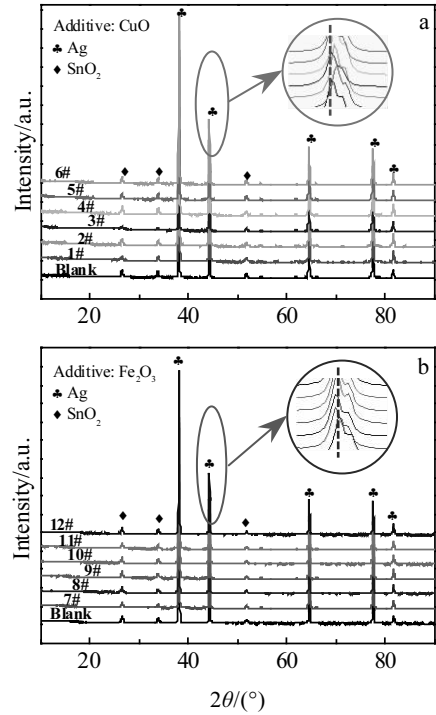 Additive: CuO
♣ Ag
♦ SnO₂
a
Intensity/a.u.
6#
5#
4#
3#
2#
1#
Blank
20 40 60 80
Additive: Fe₂O₃
♣ Ag
♦ SnO₂
b
Intensity/a.u.
12#
11#
10#
9#
8#
7#
Blank
20 40 60 80
2θ/(°)